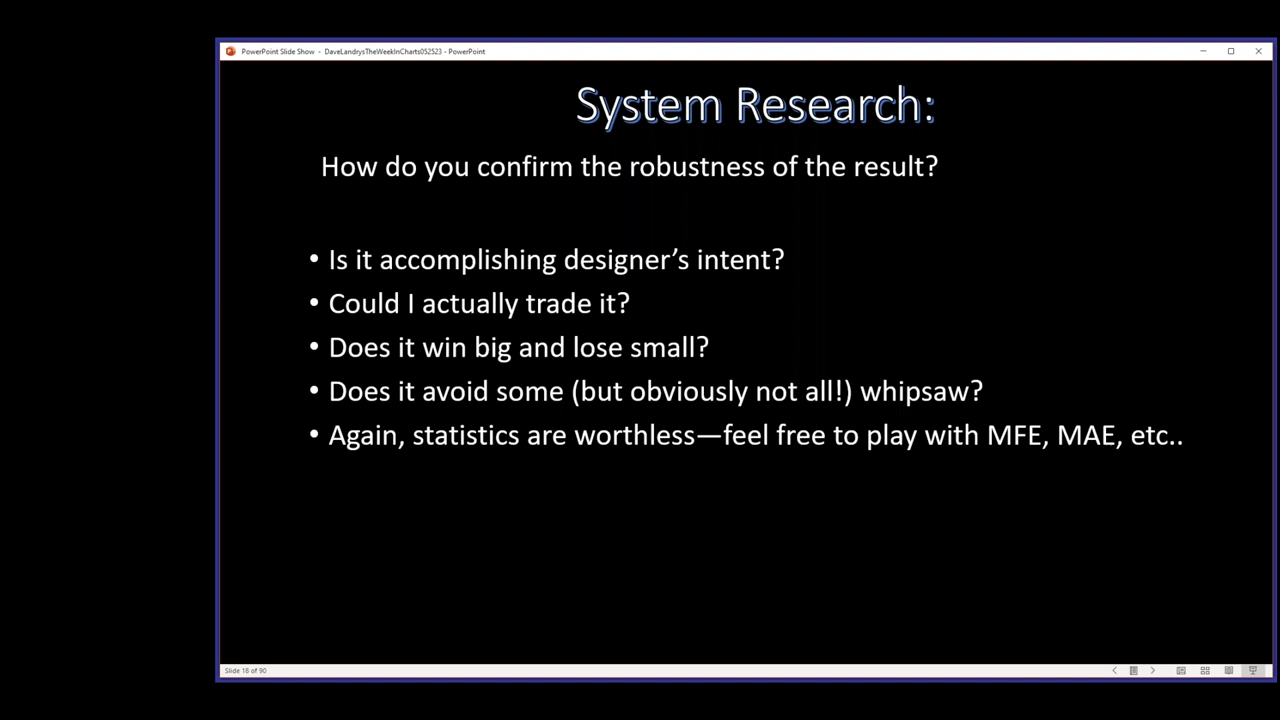 PowerPoint Slide Show - DaveLandrysTheWeekInCharts052523 - PowerPoint
System Research:
How do you confirm the robustness of the result?
• Is it accomplishing designer’s intent?
• Could I actually trade it?
• Does it win big and lose small?
• Does it avoid some (but obviously not all!) whipsaw?
• Again, statistics are worthless—feel free to play with MFE, MAE, etc..
Slide 18 of 90